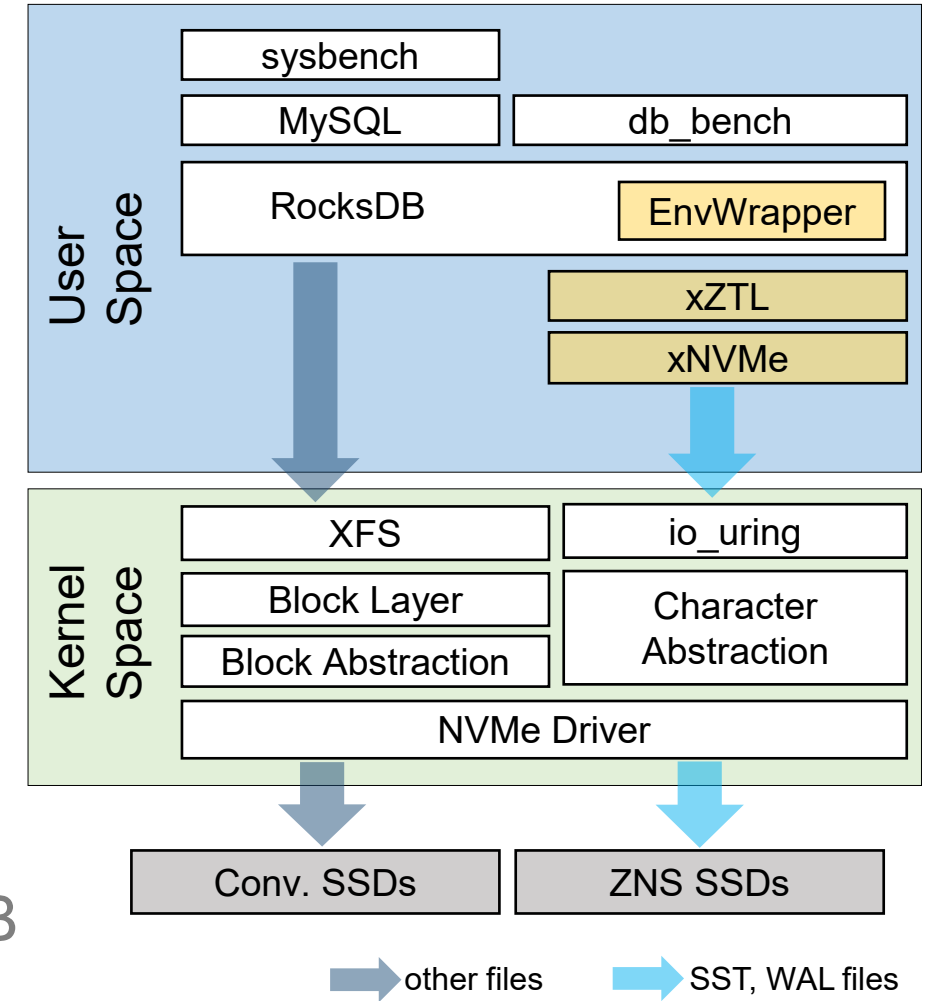 sysbench
MySQL
db_bench
RocksDB
EnvWrapper
xZTL
xNVMe
User
Space
XFS
io_uring
Block Layer
Character
Abstraction
Block Abstraction
NVMe Driver
Kernel
Space
Conv. SSDs
ZNS SSDs
B
other files
SST, WAL files